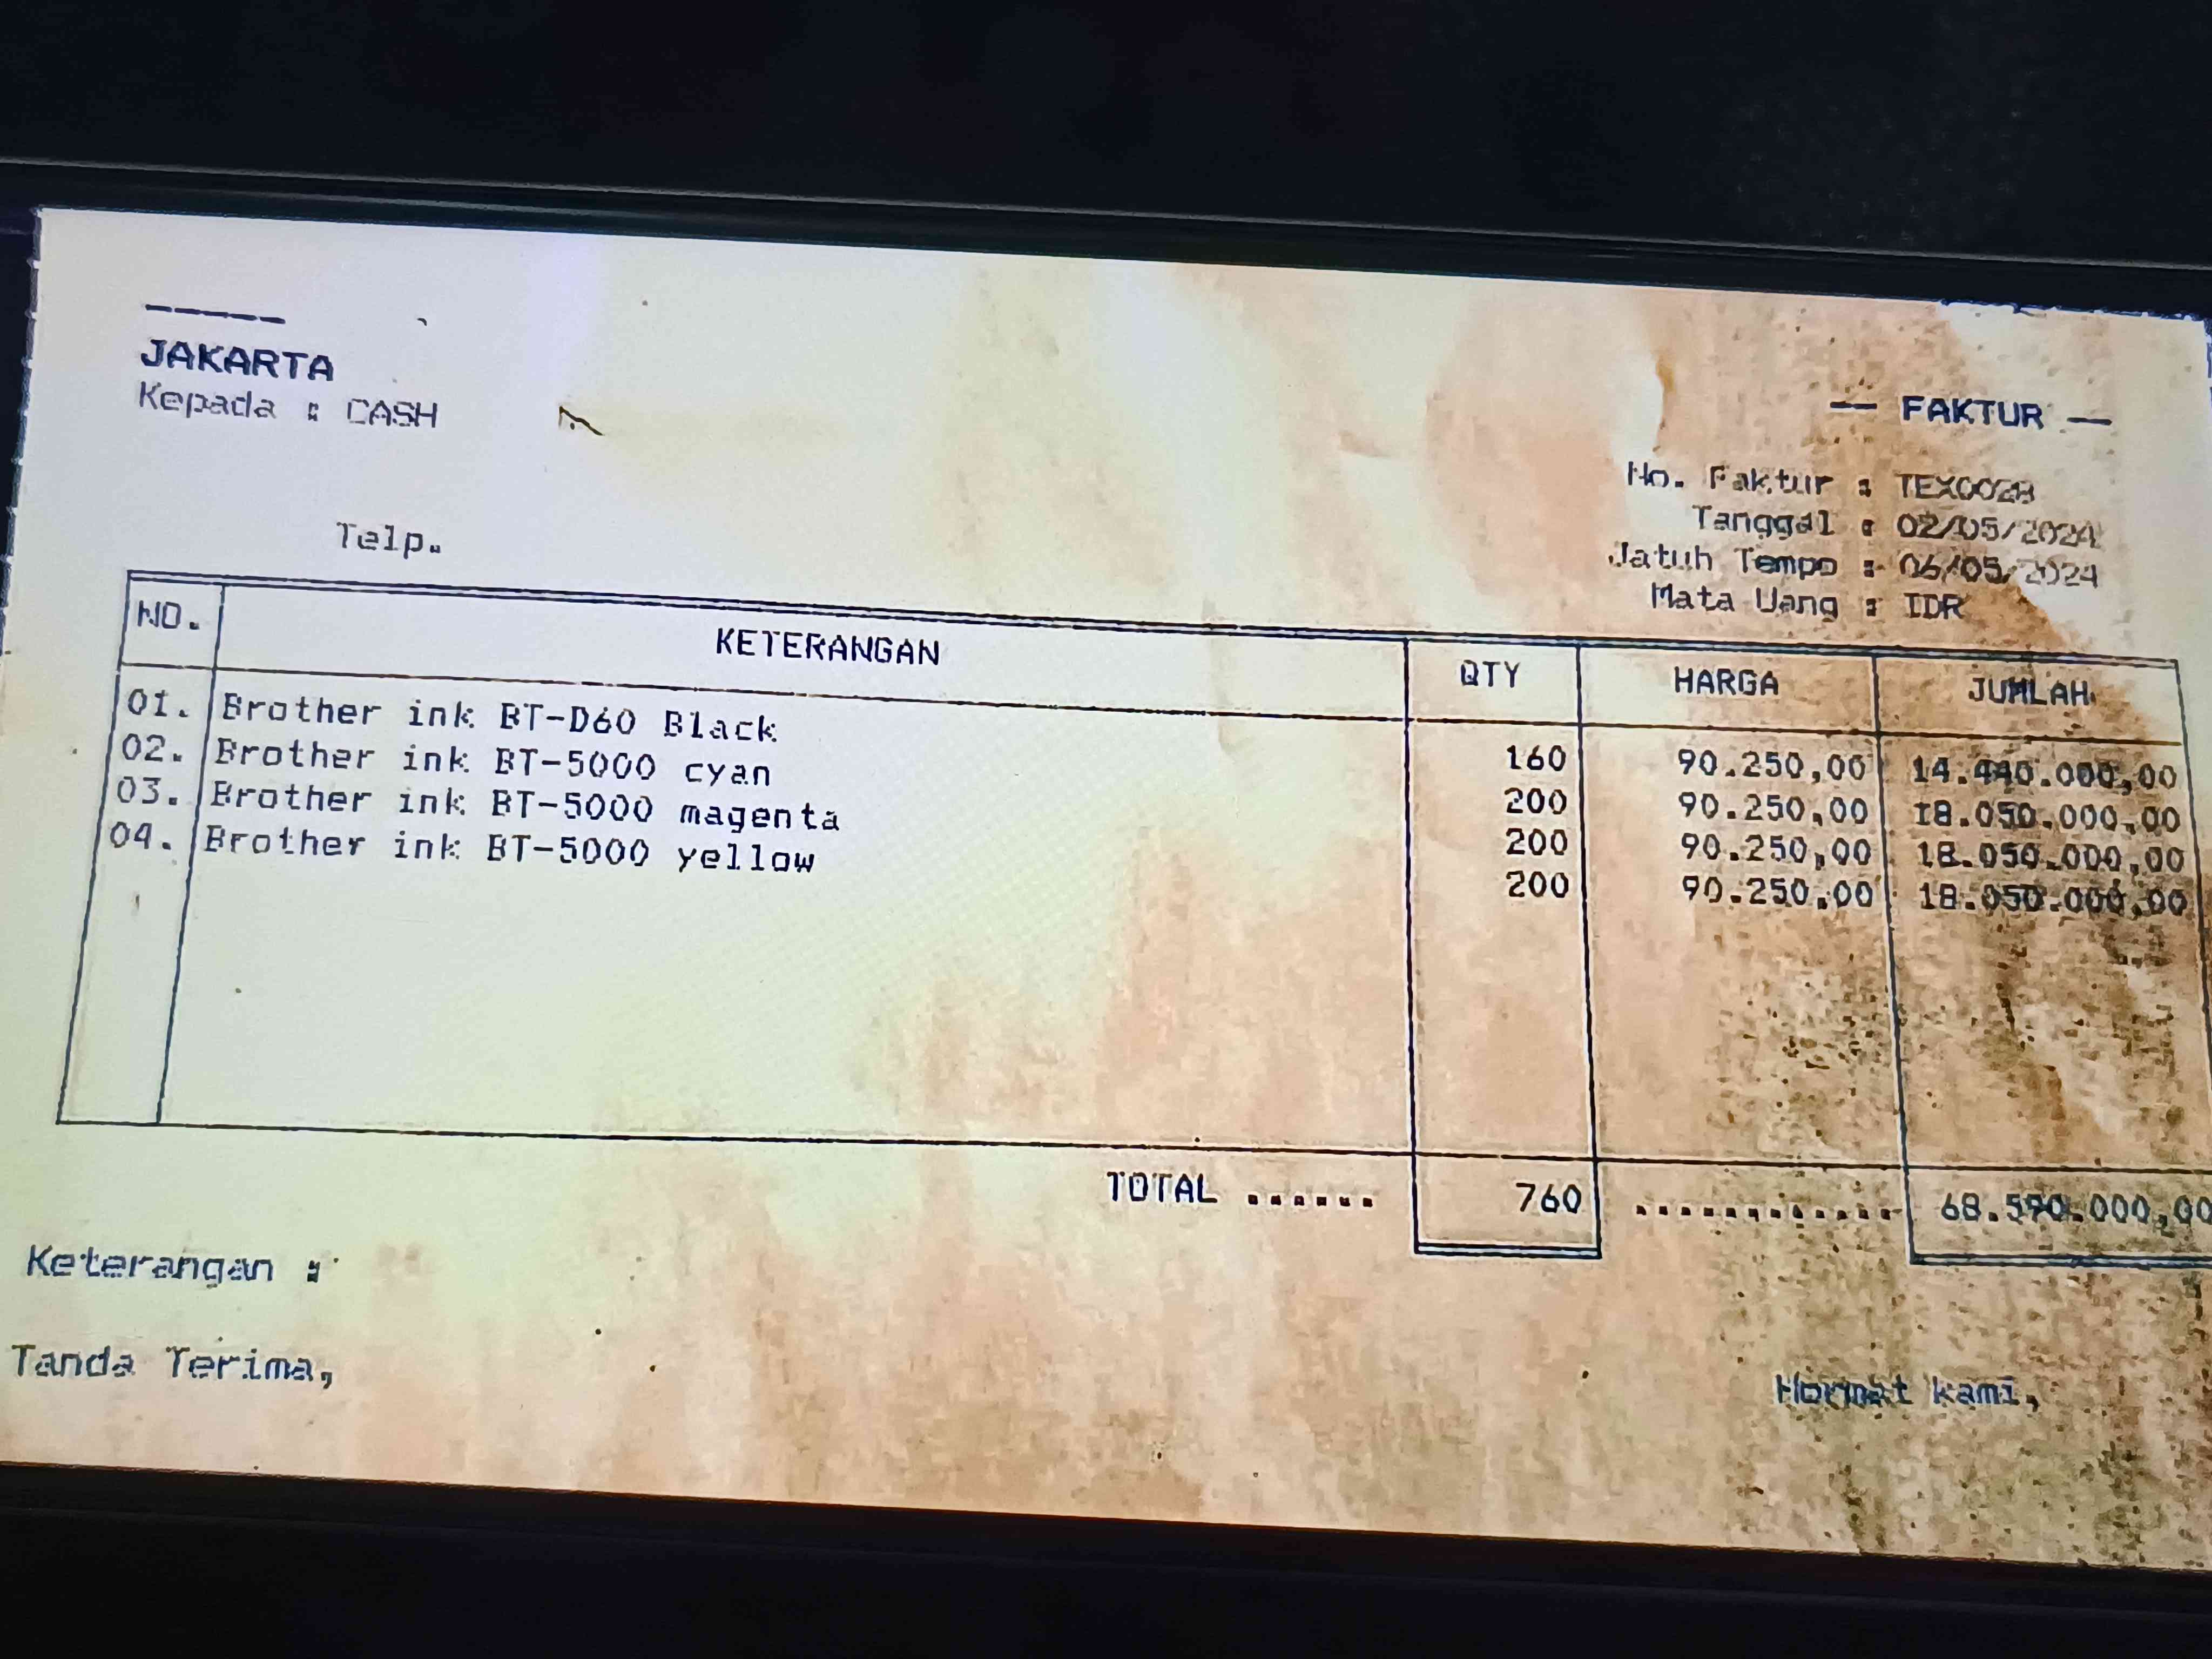 -----
JAKARTA
Kepada : CASH
Telp.
-- FAKTUR --
No. Faktur :
Tanggal : 02/05/2024
Jatuh Tempo : 06/05/2024
Mata Uang : IDR
NO. KETERANGAN QTY HARGA JUMLAH
01. Brother ink BT-D60 Black 160 90.250,00 14.440.000,00
02. Brother ink BT-5000 cyan 200 90.250,00 18.050.000,00
03. Brother ink BT-5000 magenta 200 90.250,00 18.050.000,00
04. Brother ink BT-5000 yellow 200 90.250,00 18.050.000,00
TOTAL ...... 760 ............ 68.590.000,00
Keterangan :
Tanda Terima,
Hormat kami,